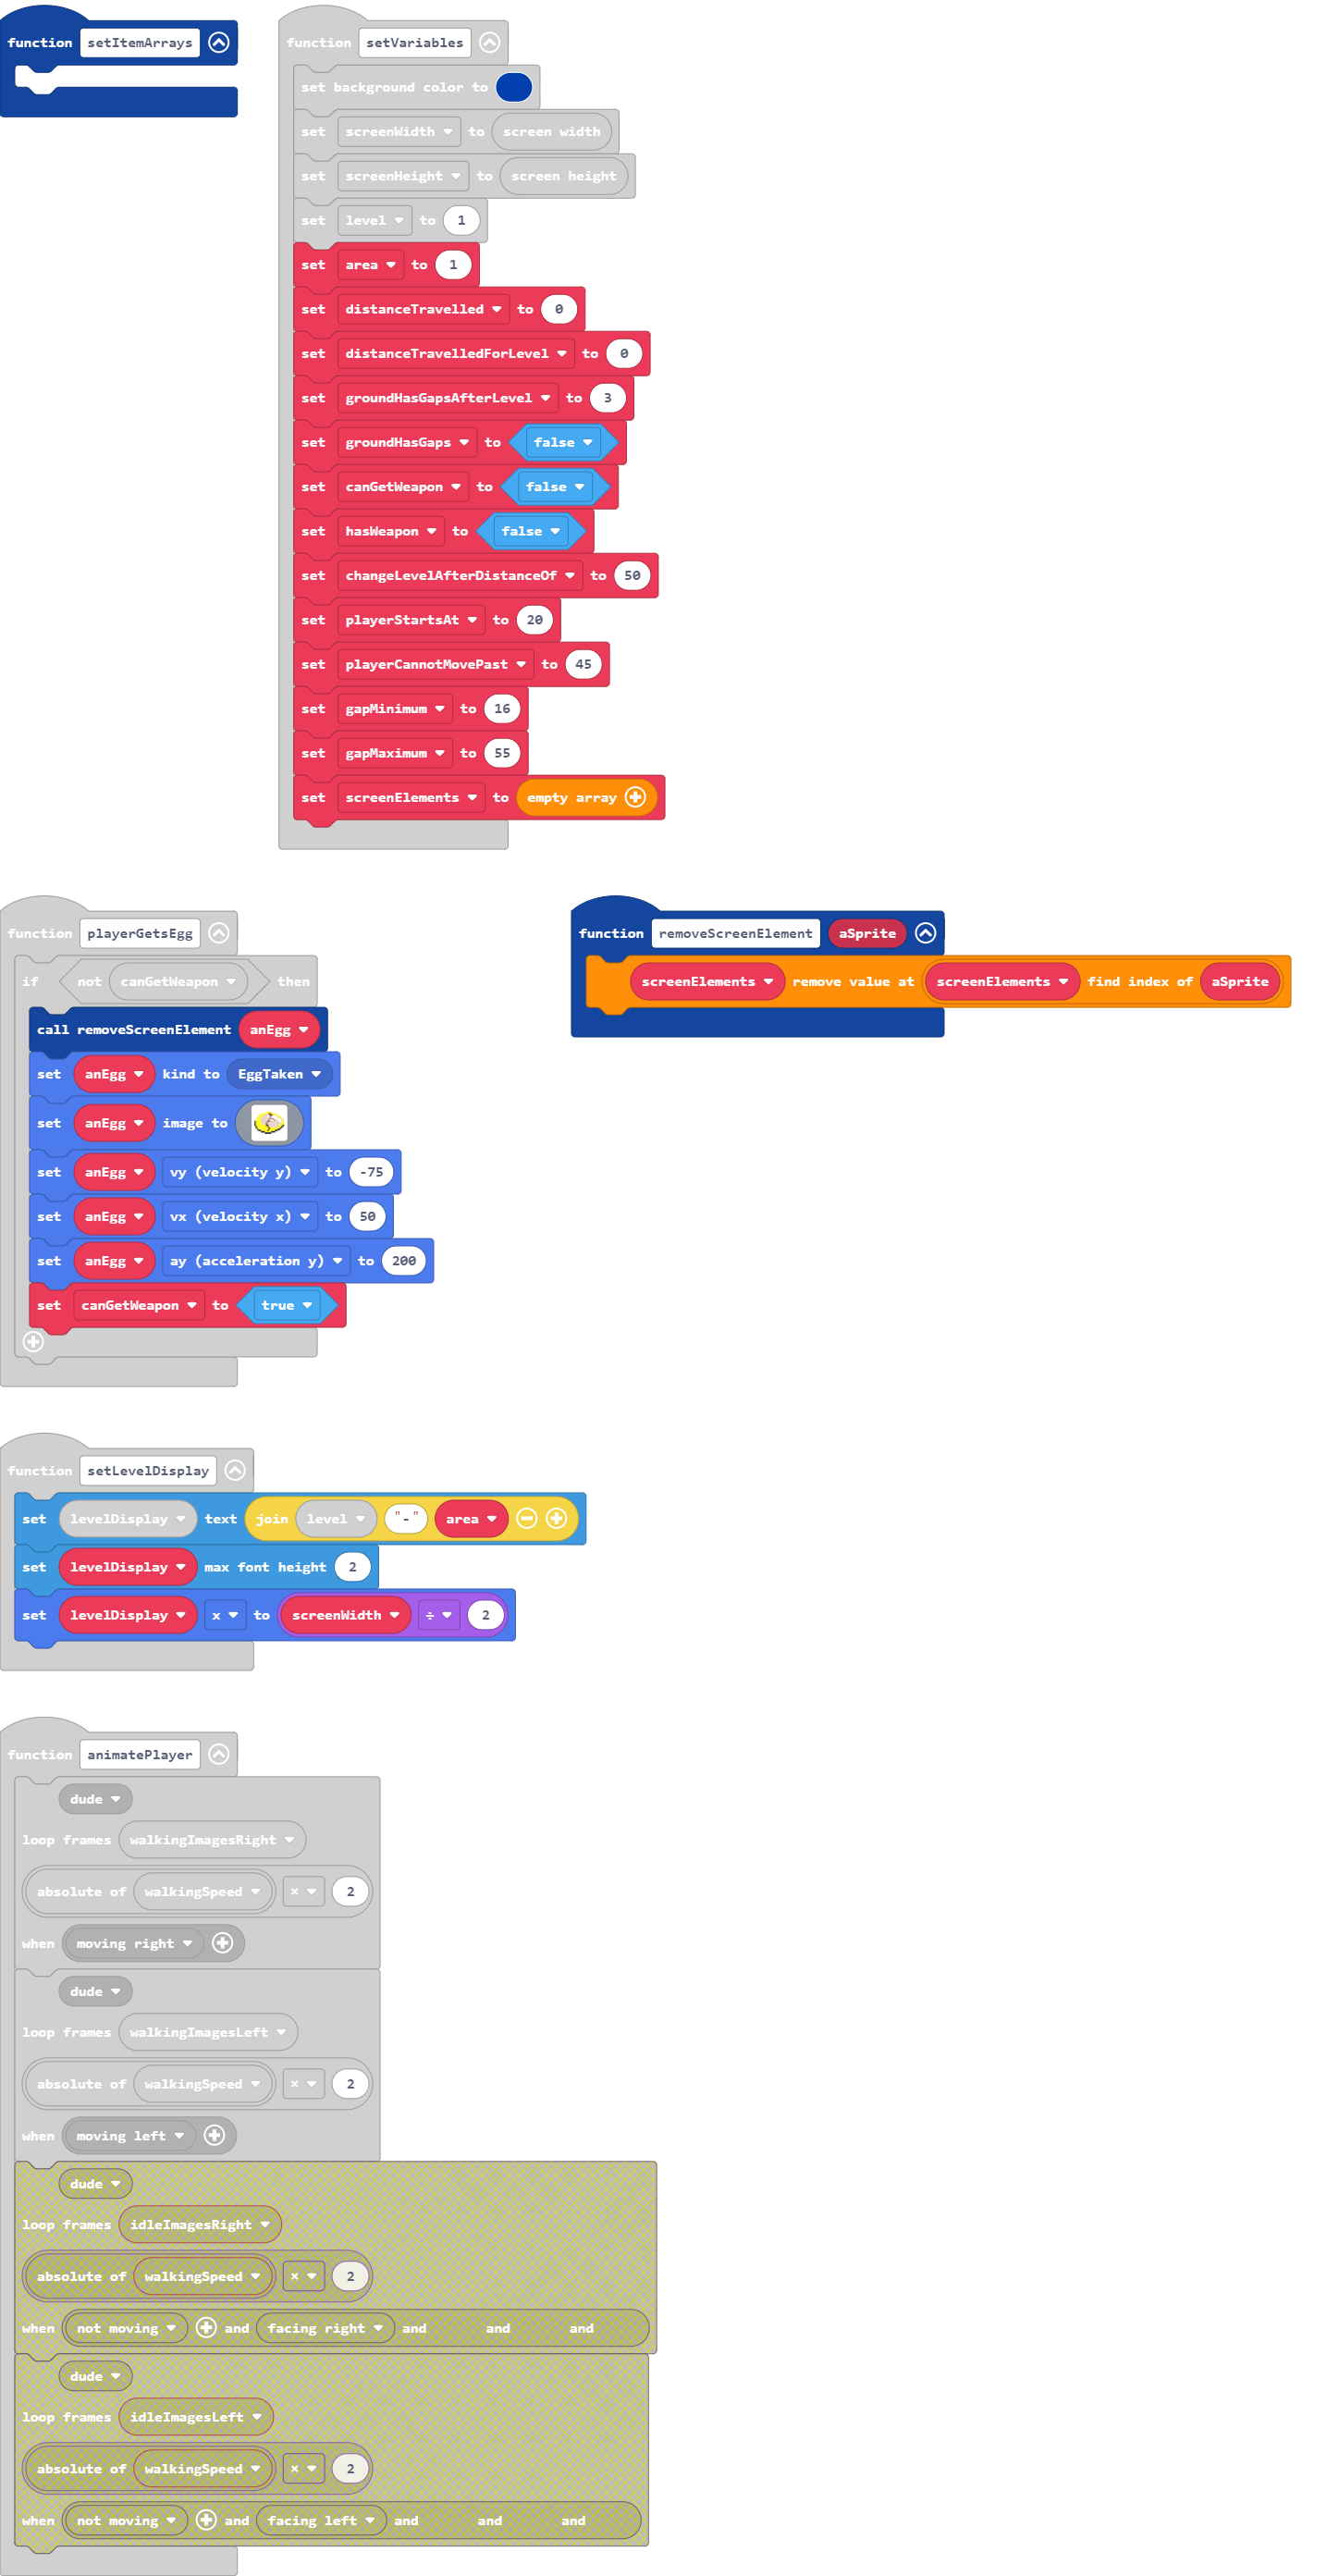 function setItemArrays
function setVariables
set background color to
set screenWidth to screen width
set screenHeight to screen height
set level to 1
set area to 1
set distanceTravelled to 0
set distanceTravelledForLevel to 0
set groundHasGapsAfterLevel to 3
set groundHasGaps to false
set canGetWeapon to false
set hasWeapon to false
set changeLevelAfterDistanceOf to 50
set playerStartsAt to 20
set playerCannotMovePast to 45
set gapMinimum to 16
set gapMaximum to 55
set screenElements to empty array
function playerGetsEgg
if not canGetWeapon then
call removeScreenElement anEgg
set anEgg kind to EggTaken
set anEgg image to
set anEgg vy (velocity y) to -75
set anEgg vx (velocity x) to 50
set anEgg ay (acceleration y) to 200
set canGetWeapon to true
function removeScreenElement aSprite
screenElements remove value at screenElements find index of aSprite
function setLevelDisplay
set levelDisplay text join level "-" area
set levelDisplay max font height 2
set levelDisplay x to screenWidth ÷ 2
function animatePlayer
dude
loop frames walkingImagesRight
absolute of walkingSpeed × 2
when moving right
dude
loop frames walkingImagesLeft
absolute of walkingSpeed × 2
when moving left
dude
loop frames idleImagesRight
absolute of walkingSpeed × 2
when not moving and facing right and and and
dude
loop frames idleImagesLeft
absolute of walkingSpeed × 2
when not moving and facing left and and and